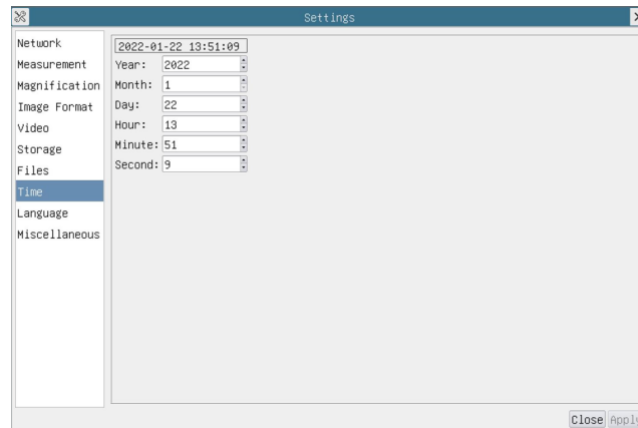 Settings
Network
Measurement
Magnification
Image Format
Video
Storage
Files
Time
Language
Miscellaneous
2022-01-22 13:51:09
Year: 2022
Month: 1
Day: 22
Hour: 13
Minute: 51
Second: 9
Close Apply